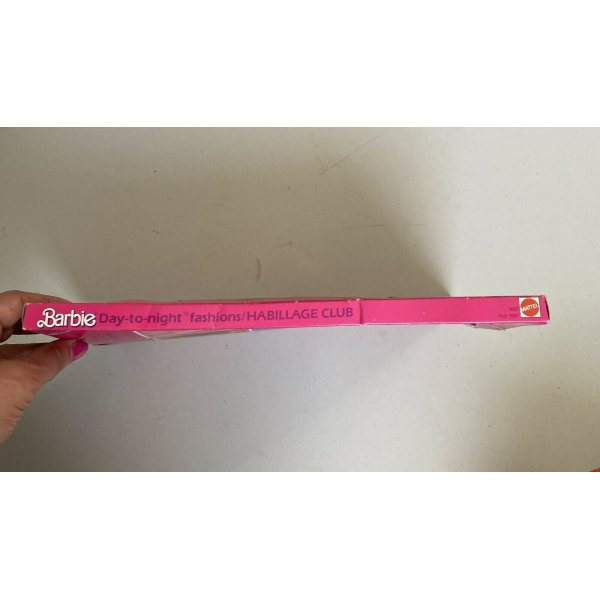 Barbie Day-to-night™ fashions/HABILLAGE CLUB
MATTEL